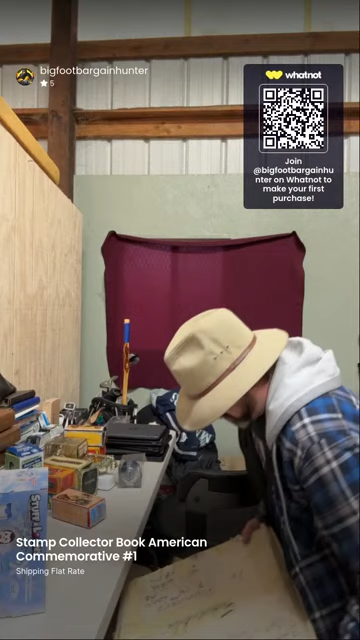 bigfootbargainhunter
★ 5
whatnot
Join
@bigfootbargainhu
nter on Whatnot to
make your first
purchase!
Stamp Collector Book American
Commemorative #1
Shipping Flat Rate